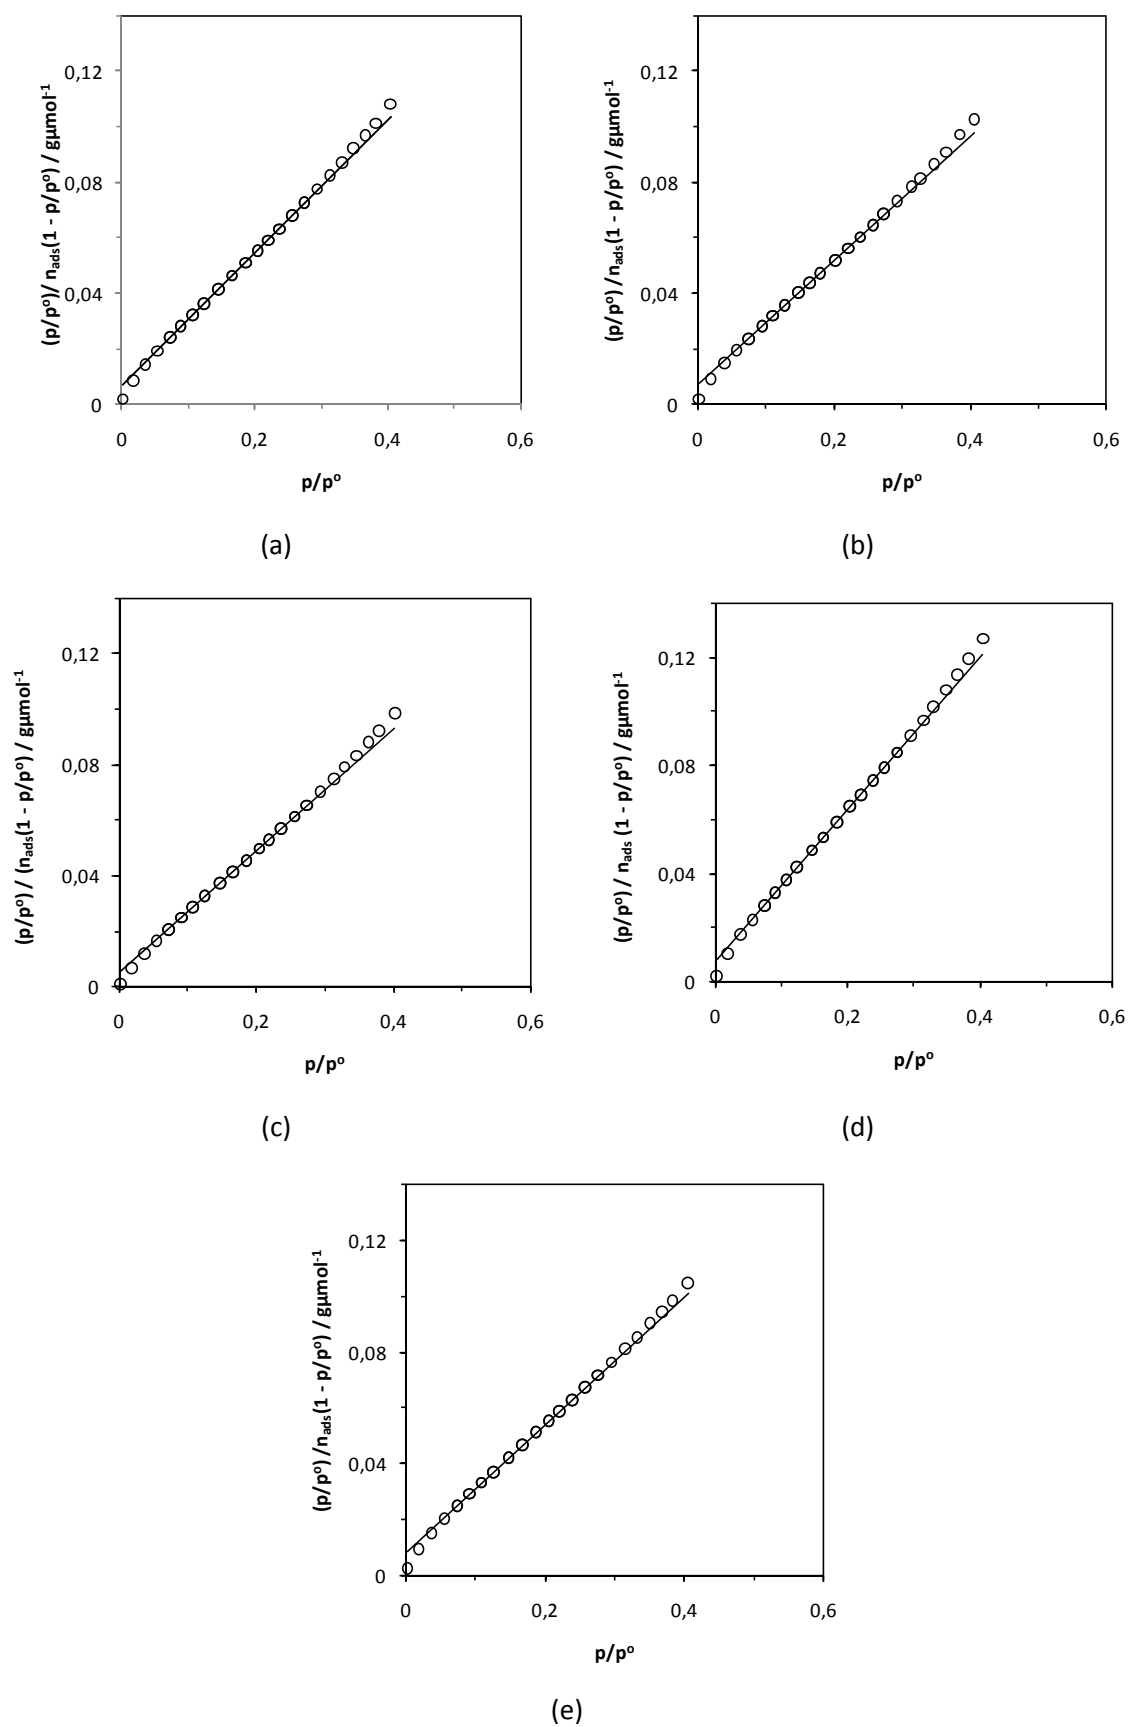 (p/pº)/ n_ads(1 - p/pº) / gµmol⁻¹
0,12
0,08
0,04
0
0 0,2 0,4 0,6
p/pº
(a)
(p/pº) /n_ads(1 - p/pº) / gµmol⁻¹
0,12
0,08
0,04
0
0 0,2 0,4 0,6
p/pº
(b)
(p/pº) / (n_ads(1 - p/pº) / gµmol⁻¹
0,12
0,08
0,04
0
0 0,2 0,4 0,6
p/pº
(c)
(p/pº) / n_ads (1 - p/pº) / gµmol⁻¹
0,12
0,08
0,04
0
0 0,2 0,4 0,6
p/pº
(d)
(p/pº) /n_ads(1 - p/pº) / gµmol⁻¹
0,12
0,08
0,04
0
0 0,2 0,4 0,6
p/pº
(e)